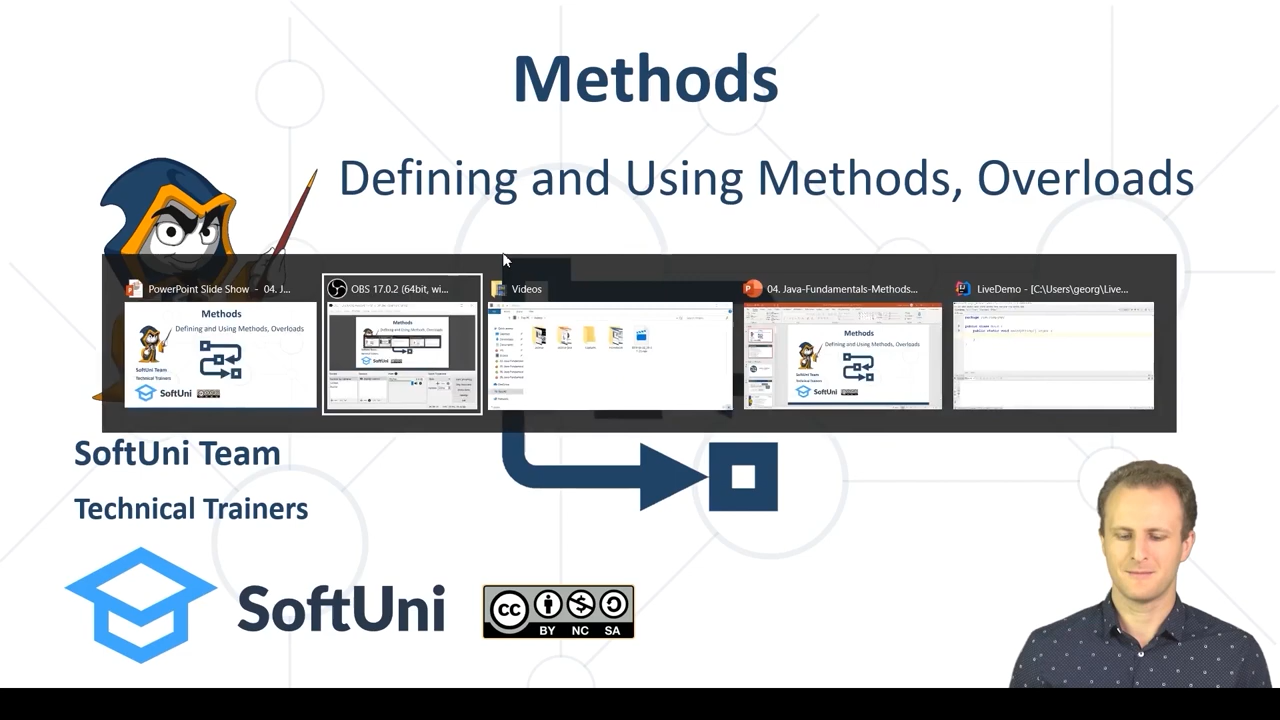 Methods
Defining and Using Methods, Overloads
PowerPoint Slide Show - 04. J...
OBS 17.0.2 (64bit, wi...
Videos
04. Java-Fundamentals-Methods...
LiveDemo - [C:\Users\georg\Live...
Methods
Defining and Using Methods, Overloads
SoftUni Team
Technical Trainers
SoftUni
Methods
Defining and Using Methods, Overloads
SoftUni
SoftUni Team
Technical Trainers
SoftUni
CC BY NC SA